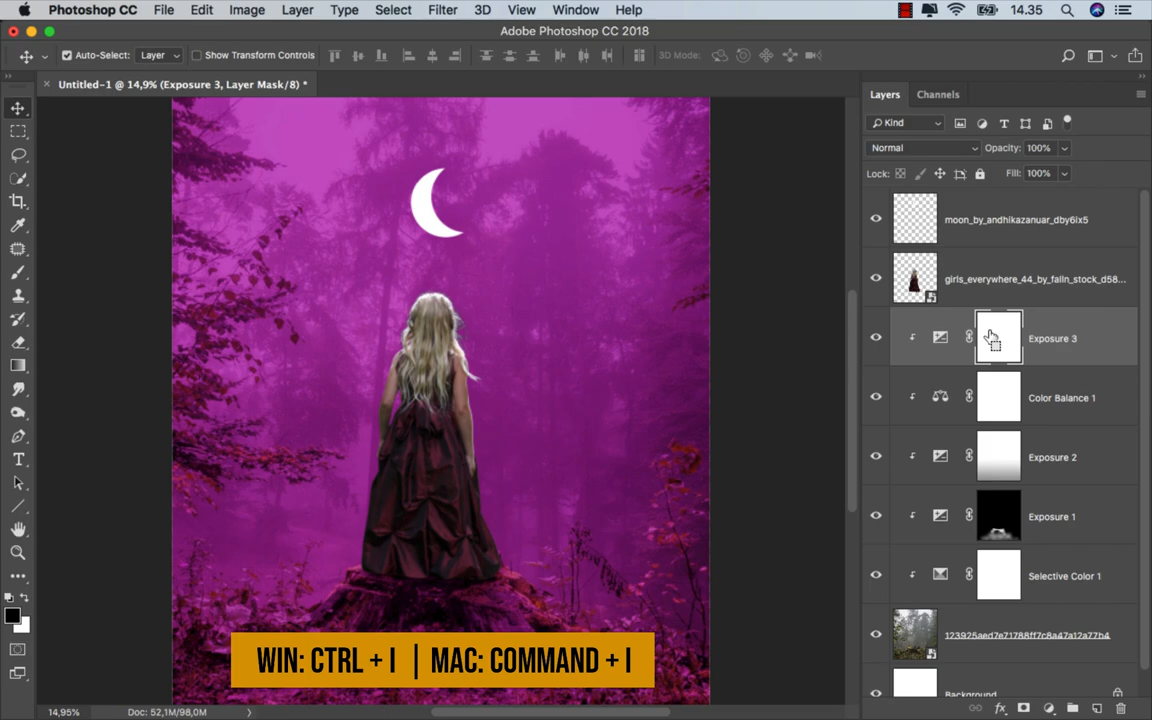 Photoshop CC File Edit Image Layer Type Select Filter 3D View Window Help 14.35
Adobe Photoshop CC 2018
Auto-Select: Layer Show Transform Controls 3D Mode:
Untitled-1 @ 14,9% (Exposure 3, Layer Mask/8) *
Layers Channels
Kind
Normal Opacity: 100%
Lock: Fill: 100%
moon_by_andhikazanuar_dby6ix5
girls_everywhere_44_by_falln_stock_d58...
Exposure 3
Color Balance 1
Exposure 2
Exposure 1
Selective Color 1
123925aed7e71788ff7c8a47a12a77b4
Background
WIN: CTRL + I | MAC: COMMAND + I
14,95% Doc: 52,1M/98,0M